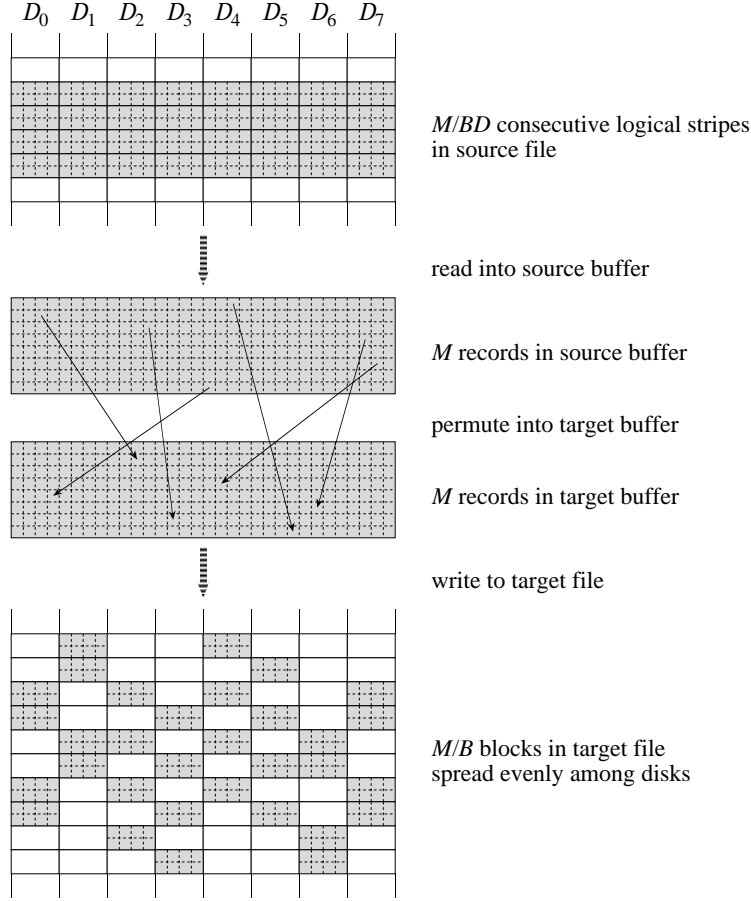 D0 D1 D2 D3 D4 D5 D6 D7
M/BD consecutive logical stripes
in source file
read into source buffer
M records in source buffer
permute into target buffer
M records in target buffer
write to target file
M/B blocks in target file
spread evenly among disks